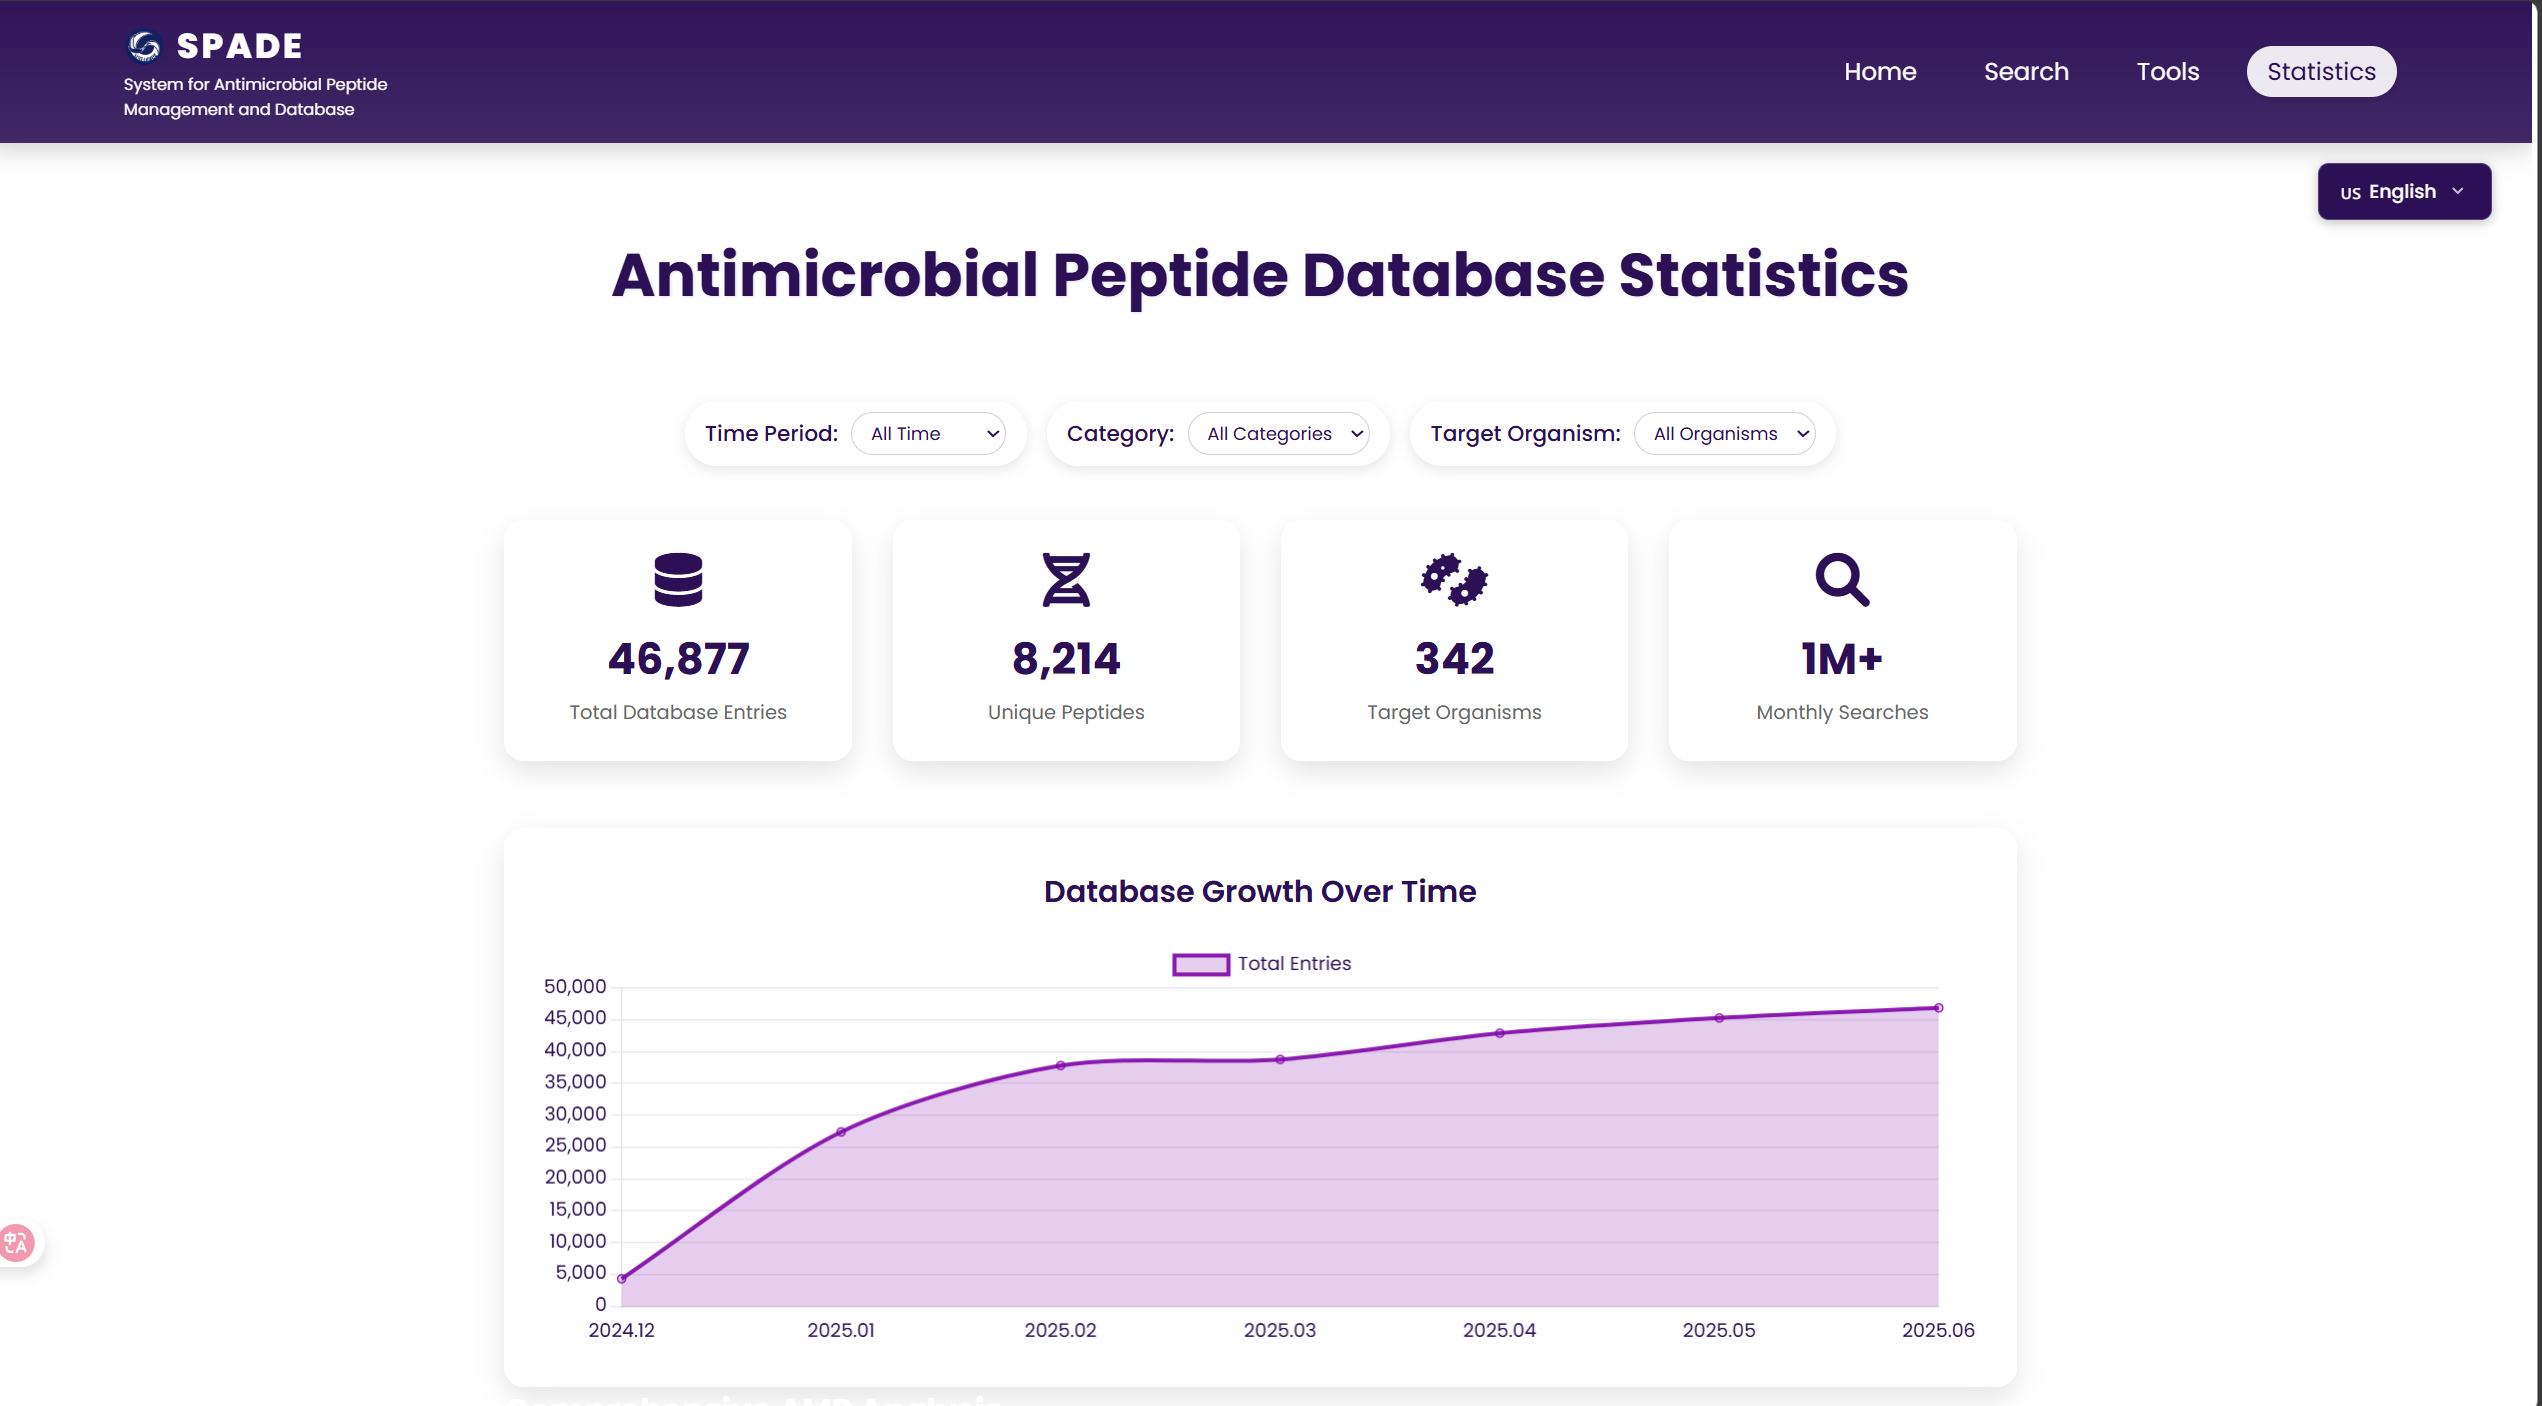 SPADE
System for Antimicrobial Peptide
Management and Database
Home
Search
Tools
Statistics
US English
Antimicrobial Peptide Database Statistics
Time Period: All Time
Category: All Categories
Target Organism: All Organisms
46,877
Total Database Entries
8,214
Unique Peptides
342
Target Organisms
1M+
Monthly Searches
Database Growth Over Time
Total Entries
50,000
45,000
40,000
35,000
30,000
25,000
20,000
15,000
10,000
5,000
0
2024.12
2025.01
2025.02
2025.03
2025.04
2025.05
2025.06
中A